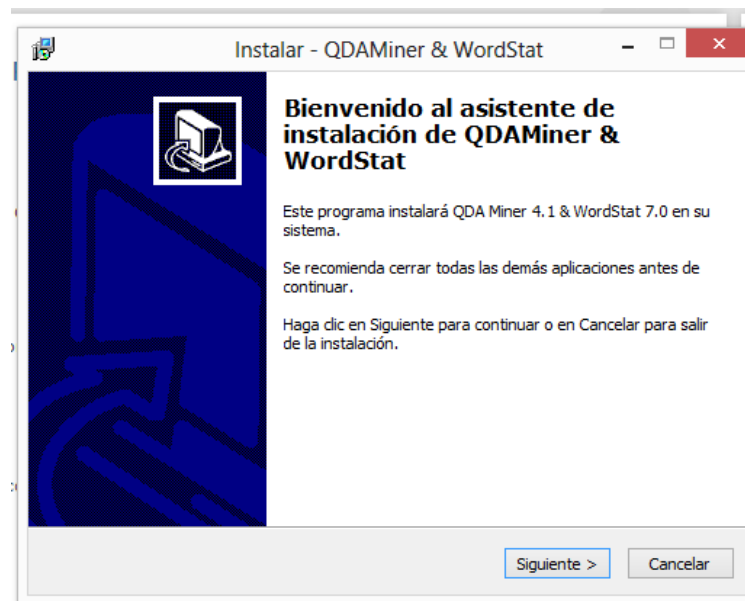 Instalar - QDAMiner & WordStat
Bienvenido al asistente de
instalación de QDAMiner &
WordStat
Este programa instalará QDA Miner 4.1 & WordStat 7.0 en su
sistema.
Se recomienda cerrar todas las demás aplicaciones antes de
continuar.
Haga clic en Siguiente para continuar o en Cancelar para salir
de la instalación.
Siguiente >
Cancelar